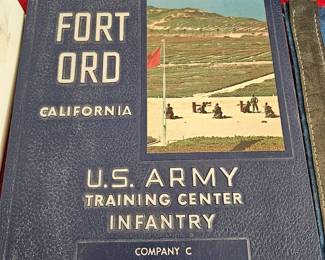 FORT
ORD
CALIFORNIA
U.S. ARMY
TRAINING CENTER
INFANTRY
COMPANY C